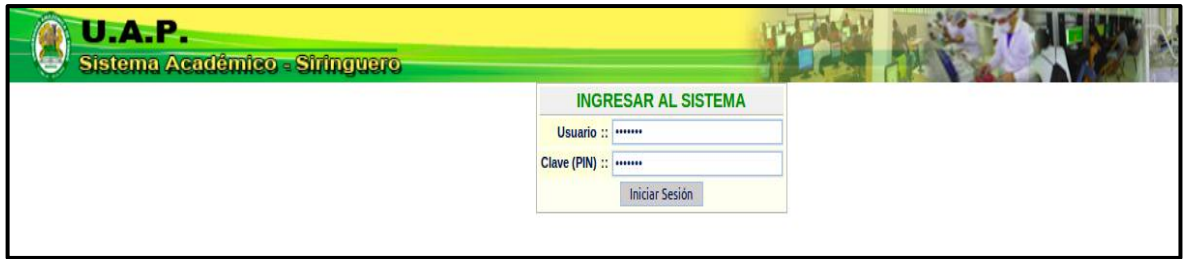 U.A.P.
Sistema Académico - Siringuero
INGRESAR AL SISTEMA
Usuario :: •••••••
Clave (PIN) :: •••••••
Iniciar Sesión